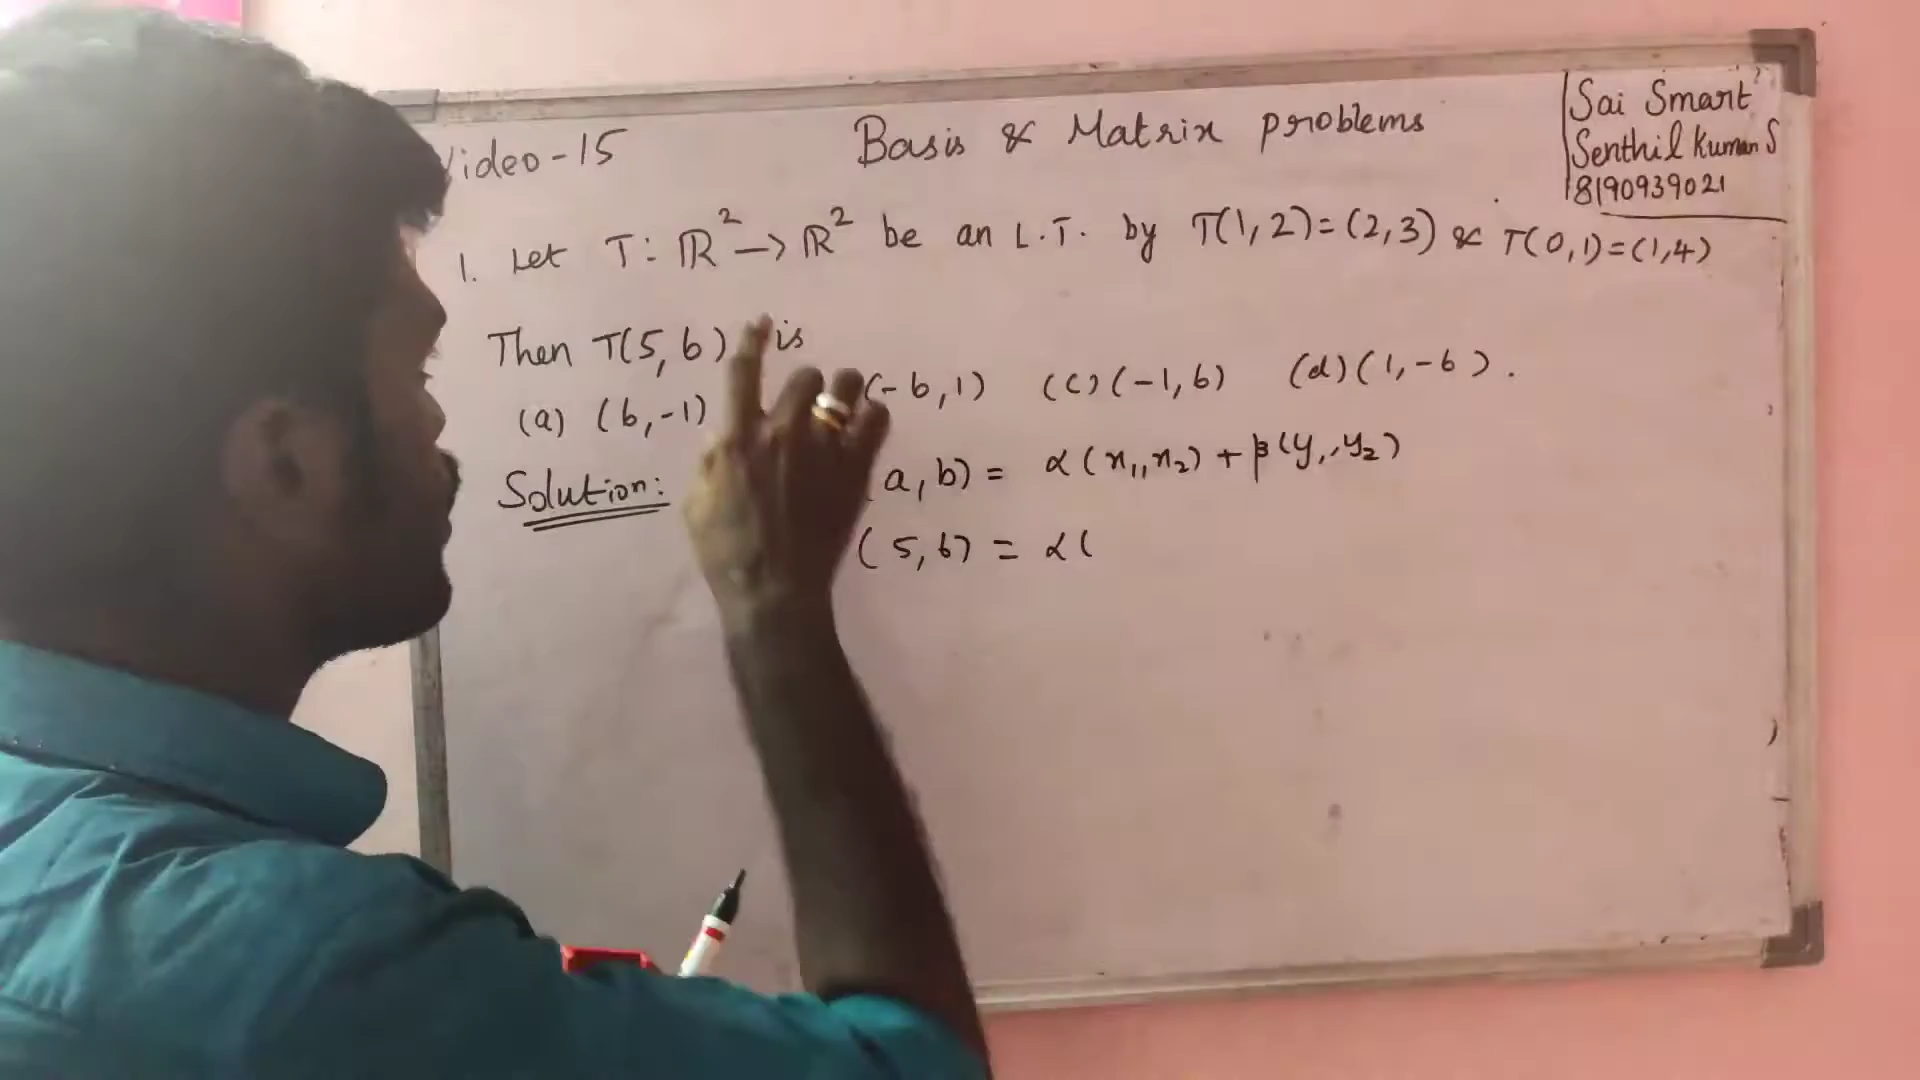 Video-15
Basis & Matrix problems
Sai Smart
Senthil Kumar S
8190939021
1. Let T: ℝ² → ℝ² be an L.T. by T(1,2)=(2,3) & T(0,1)=(1,4)
Then T(5,6) is
(a) (6,-1) (-6,1) (c) (-1,6) (d) (1,-6).
Solution:
(a,b) = α(x₁,x₂) + β(y₁,y₂)
(5,6) = α(